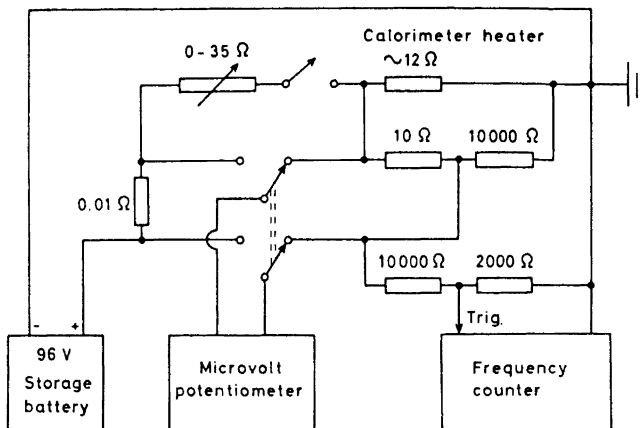 0-35 Ω
Calorimeter heater
~12 Ω
10 Ω
10000 Ω
0.01 Ω
10000 Ω
2000 Ω
Trig.
- +
96 V
Storage
battery
Microvolt
potentiometer
Frequency
counter